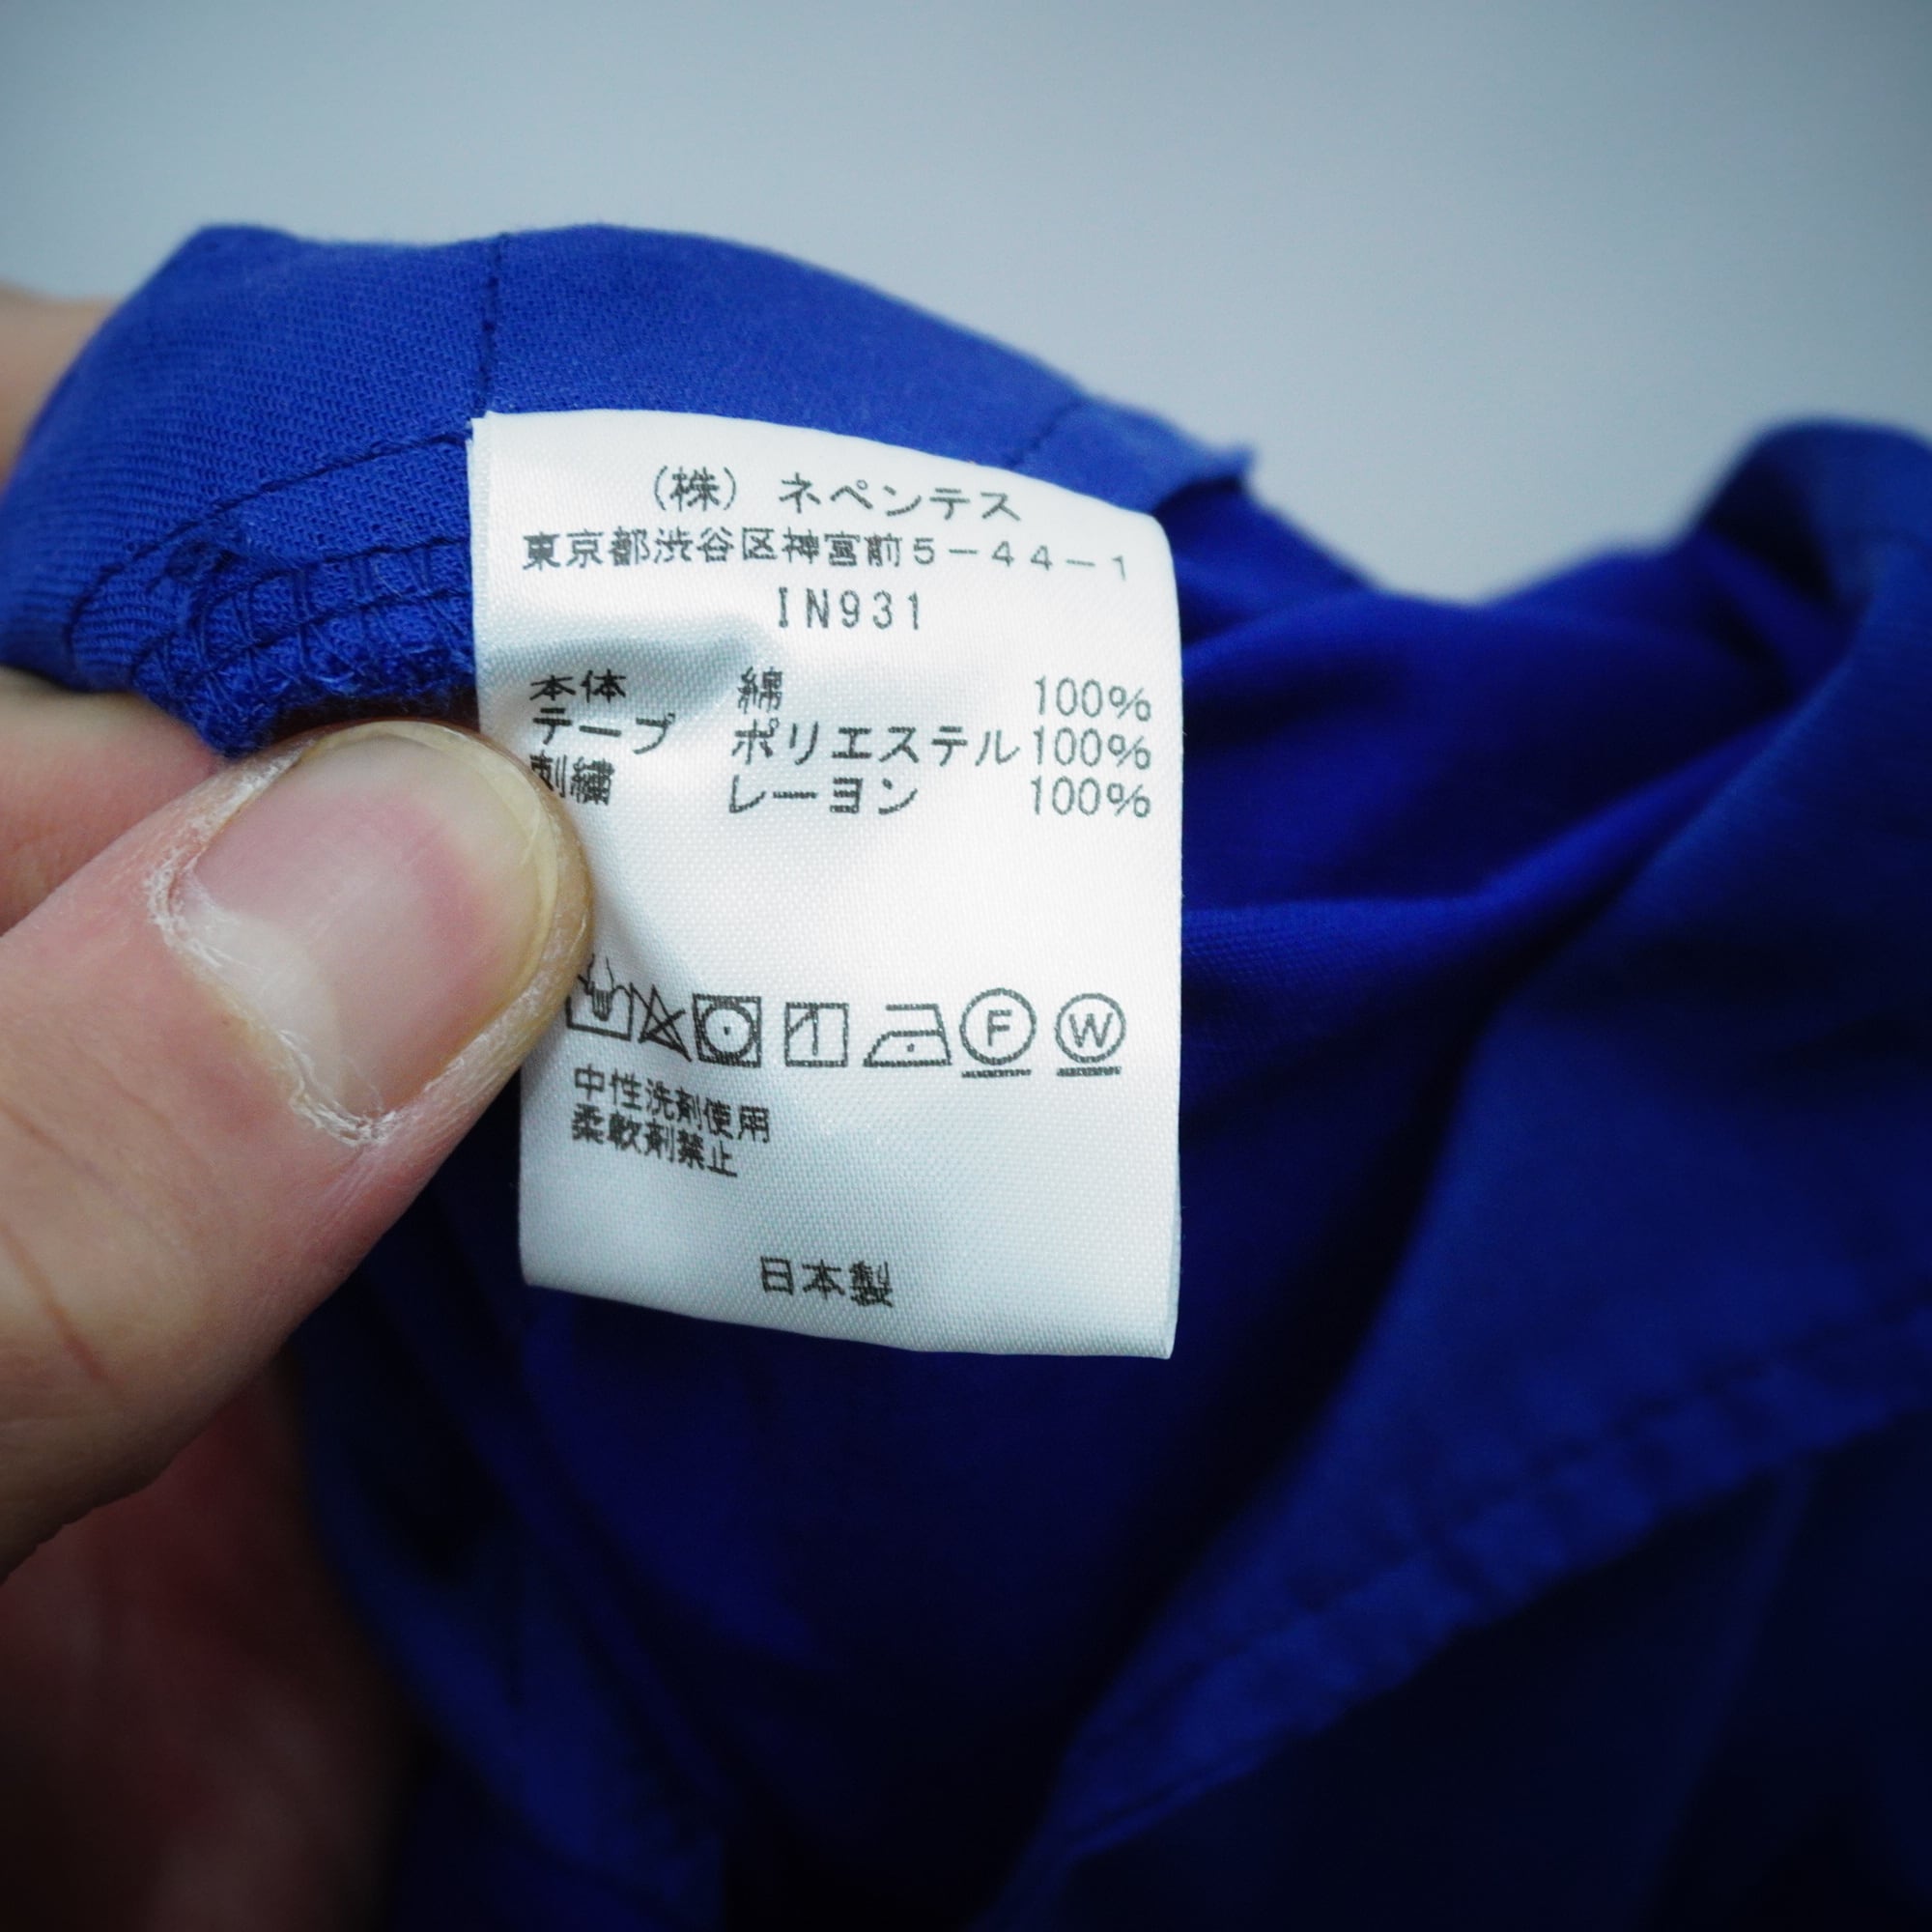 (株) ネペンテス
東京都渋谷区神宮前5-44-1
IN931
本体 綿 100%
テープ ポリエステル 100%
刺繍 レーヨン 100%
F W
中性洗剤使用
柔軟剤禁止
日本製